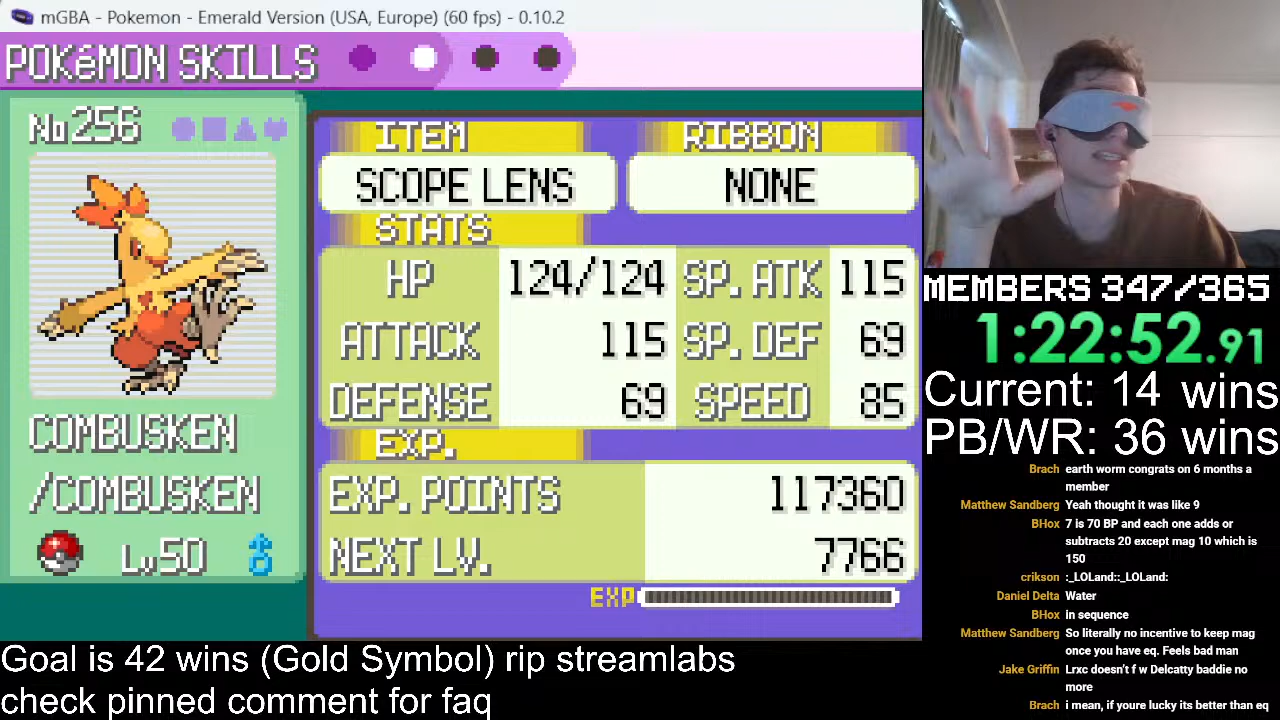 mGBA - Pokemon - Emerald Version (USA, Europe) (60 fps) - 0.10.2
POKéMON SKILLS
No256
ITEM
RIBBON
SCOPE LENS
NONE
STATS
HP 124/124 SP. ATK 115
ATTACK 115 SP. DEF 69
DEFENSE 69 SPEED 85
EXP.
EXP. POINTS 117360
NEXT LV. 7766
EXP
COMBUSKEN
/COMBUSKEN
Lv50 ♂
MEMBERS 347/365
1:22:52.91
Current: 14 wins
PB/WR: 36 wins
Brach earth worm congrats on 6 months a
member
Matthew Sandberg Yeah thought it was like 9
BHox 7 is 70 BP and each one adds or
subtracts 20 except mag 10 which is
150
crikson :_LOLand::_LOLand:
Daniel Delta Water
BHox in sequence
Matthew Sandberg So literally no incentive to keep mag
once you have eq. Feels bad man
Jake Griffin Lrxc doesn't f w Delcatty baddie no
more
Brach i mean, if youre lucky its better than eq
Goal is 42 wins (Gold Symbol) rip streamlabs
check pinned comment for faq